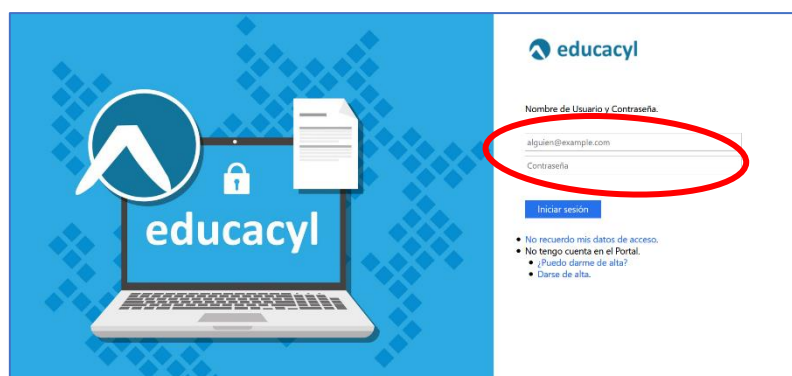 educacyl
educacyl
Nombre de Usuario y Contraseña.
alguien@example.com
Contraseña
Iniciar sesión
No recuerdo mis datos de acceso.
No tengo cuenta en el Portal.
¿Puedo darme de alta?
Darse de alta.